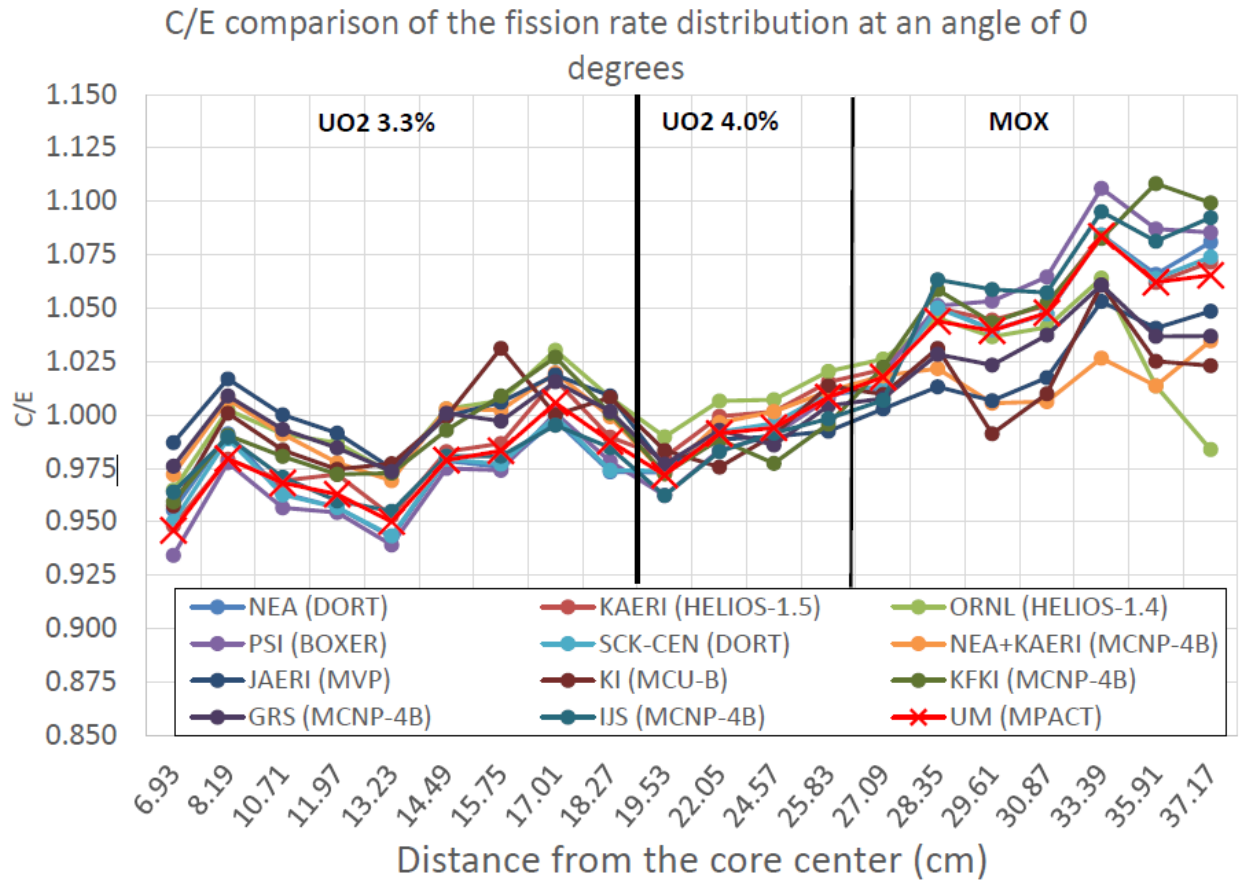 C/E comparison of the fission rate distribution at an angle of 0
degrees
1.150
1.125
1.100
1.075
1.050
1.025
1.000
0.975
0.950
0.925
0.900
0.875
0.850
C/E
UO2 3.3%
UO2 4.0%
MOX
NEA (DORT)
KAERI (HELIOS-1.5)
ORNL (HELIOS-1.4)
PSI (BOXER)
SCK-CEN (DORT)
NEA+KAERI (MCNP-4B)
JAERI (MVP)
KI (MCU-B)
KFKI (MCNP-4B)
GRS (MCNP-4B)
IJS (MCNP-4B)
UM (MPACT)
6.93
8.19
10.71
11.97
13.23
14.49
15.75
17.01
18.27
19.53
22.05
24.57
25.83
27.09
28.35
29.61
30.87
33.39
35.91
37.17
Distance from the core center (cm)